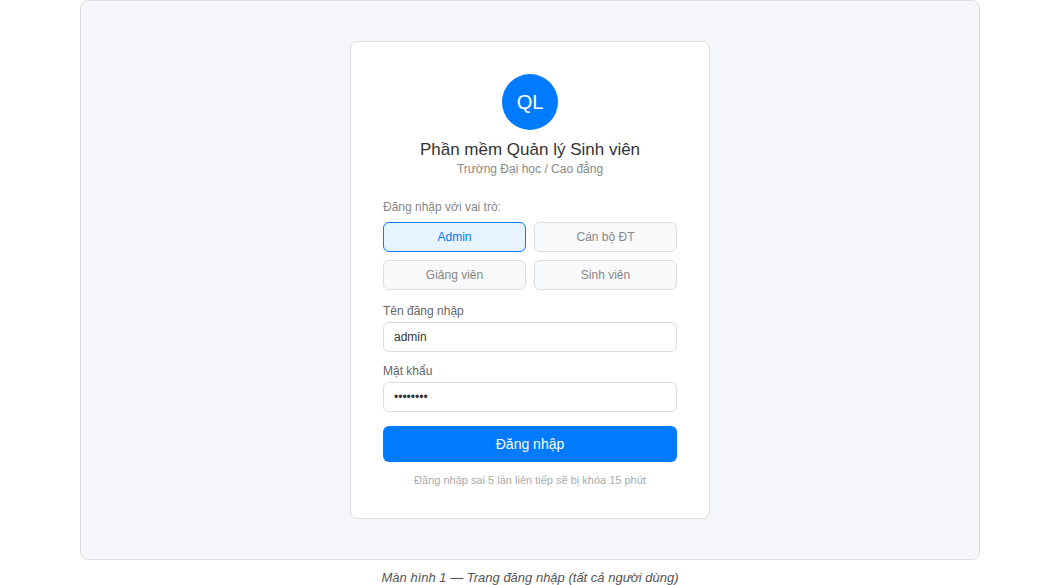 QL
Phần mềm Quản lý Sinh viên
Trường Đại học / Cao đẳng
Đăng nhập với vai trò:
Admin
Cán bộ ĐT
Giảng viên
Sinh viên
Tên đăng nhập
admin
Mật khẩu
••••••••
Đăng nhập
Đăng nhập sai 5 lần liên tiếp sẽ bị khóa 15 phút
Màn hình 1 — Trang đăng nhập (tất cả người dùng)